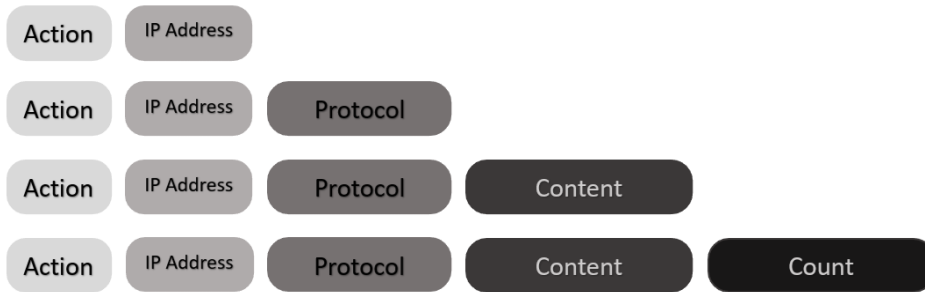 Action IP Address
Action IP Address Protocol
Action IP Address Protocol Content
Action IP Address Protocol Content Count